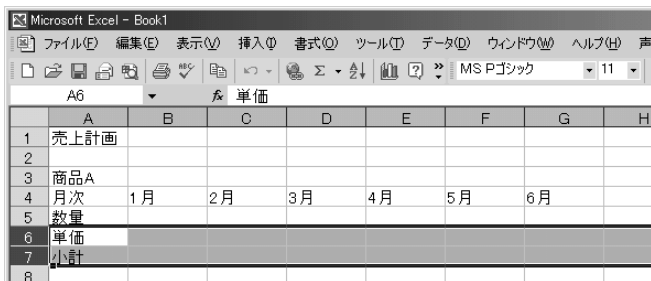 Microsoft Excel - Book1
ファイル(F) 編集(E) 表示(V) 挿入(I) 書式(O) ツール(T) データ(D) ウィンドウ(W) ヘルプ(H) 声
ABC Σ MS Pゴシック 11
A6 fx 単価
A B C D E F G H
1 売上計画
2
3 商品A
4 月次 1月 2月 3月 4月 5月 6月
5 数量
6 単価
7 小計
8